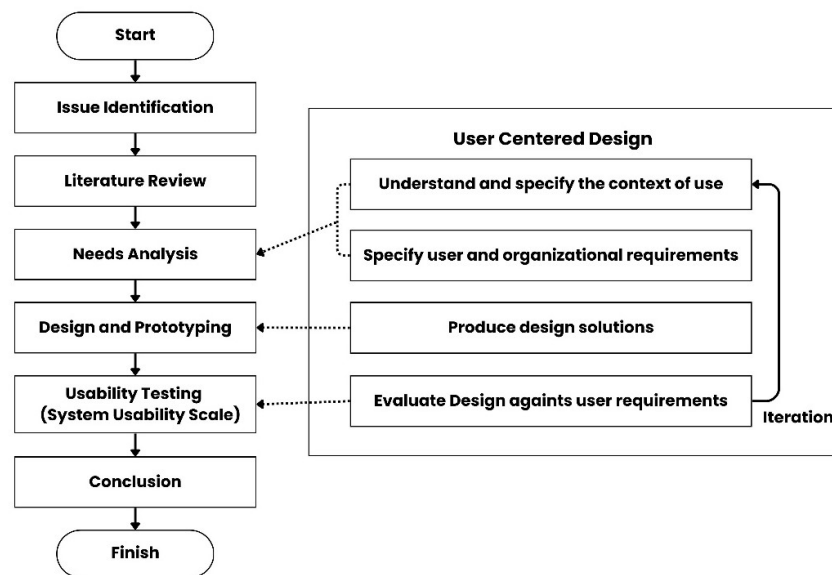 Start
Issue Identification
Literature Review
Needs Analysis
Design and Prototyping
Usability Testing
(System Usability Scale)
Conclusion
Finish
User Centered Design
Understand and specify the context of use
Specify user and organizational requirements
Produce design solutions
Evaluate Design againts user requirements
Iteration